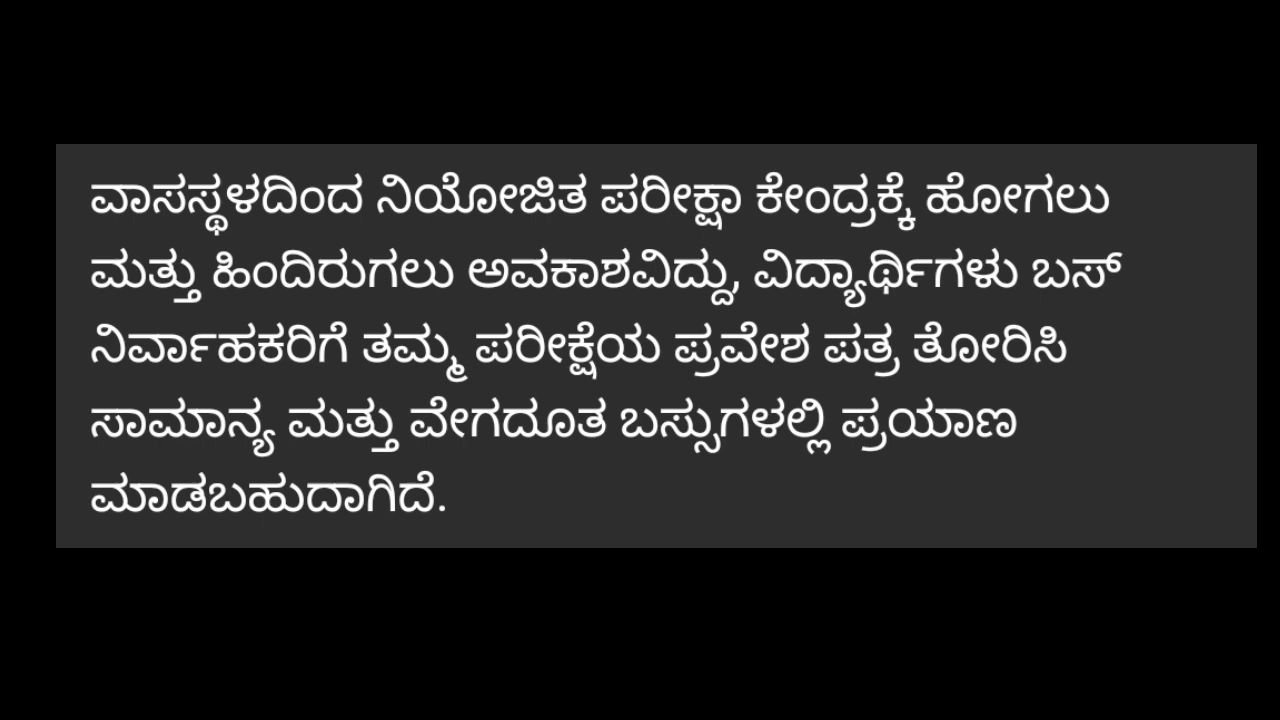 ವಾಸಸ್ಥಳದಿಂದ ನಿಯೋಜಿತ ಪರೀಕ್ಷಾ ಕೇಂದ್ರಕ್ಕೆ ಹೋಗಲು
ಮತ್ತು ಹಿಂದಿರುಗಲು ಅವಕಾಶವಿದ್ದು, ವಿದ್ಯಾರ್ಥಿಗಳು ಬಸ್
ನಿರ್ವಾಹಕರಿಗೆ ತಮ್ಮ ಪರೀಕ್ಷೆಯ ಪ್ರವೇಶ ಪತ್ರ ತೋರಿಸಿ
ಸಾಮಾನ್ಯ ಮತ್ತು ವೇಗದೂತ ಬಸ್ಸುಗಳಲ್ಲಿ ಪ್ರಯಾಣ
ಮಾಡಬಹುದಾಗಿದೆ.